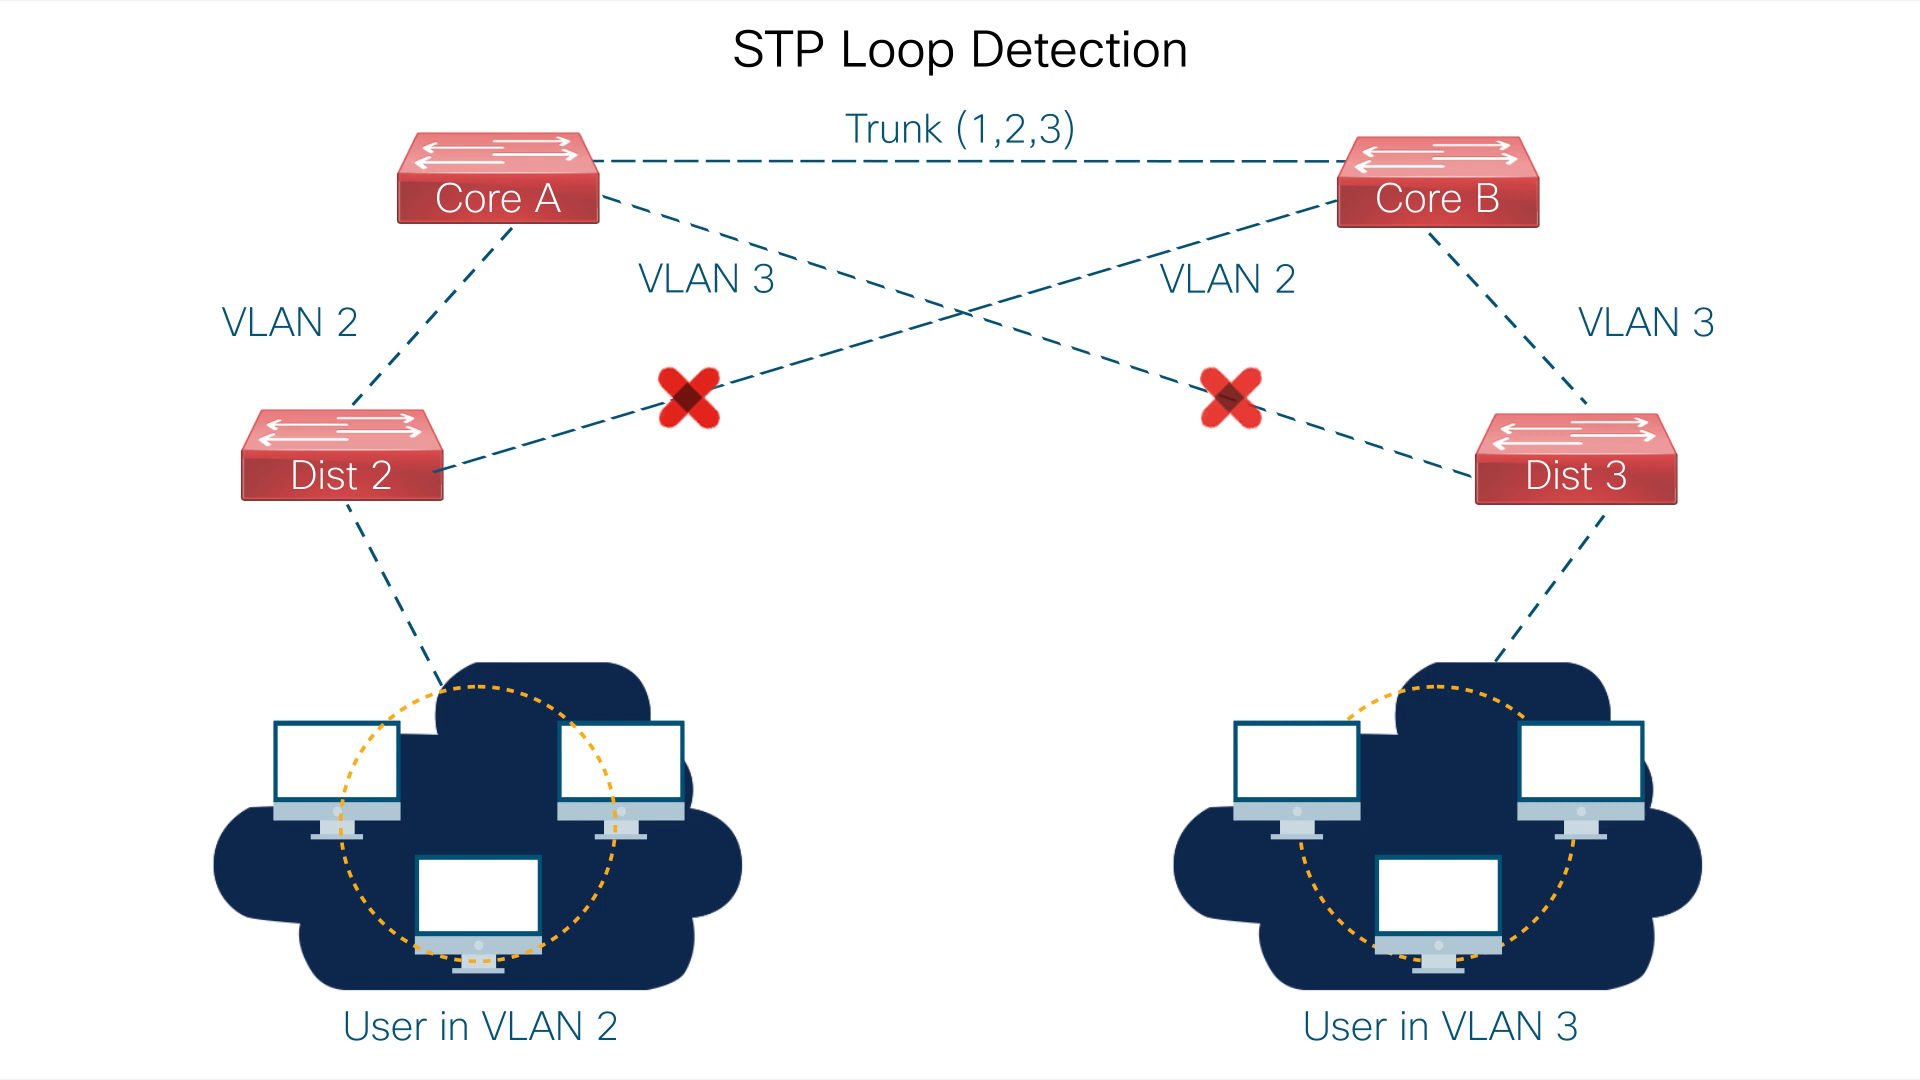 STP Loop Detection
Trunk (1,2,3)
Core A
Core B
VLAN 3
VLAN 2
VLAN 2
VLAN 3
Dist 2
Dist 3
User in VLAN 2
User in VLAN 3